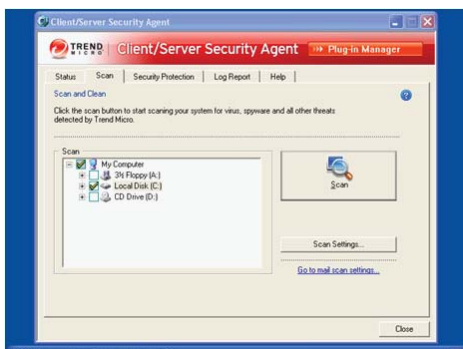 Client/Server Security Agent
TREND MICRO Client/Server Security Agent Plug-in Manager
Status Scan Security Protection Log Report Help
Scan and Clean
Click the scan button to start scanning your system for virus, spyware and all other threats
detected by Trend Micro.
Scan
My Computer
3½ Floppy (A:)
Local Disk (C:)
CD Drive (D:)
Scan
Scan Settings...
Go to mail scan settings...
Close